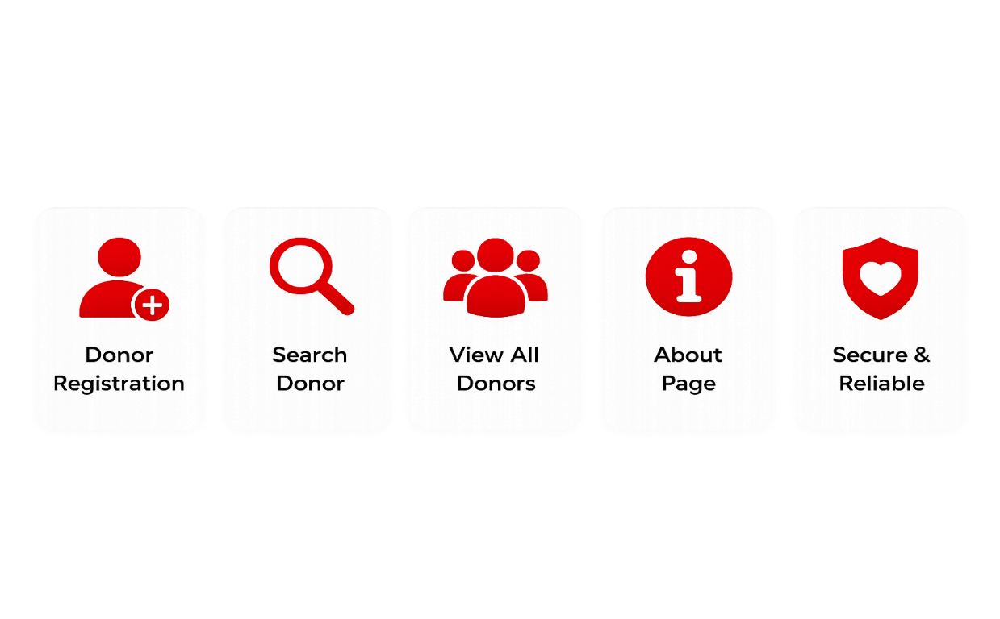 Donor
Registration
Search
Donor
View All
Donors
About
Page
Secure &
Reliable